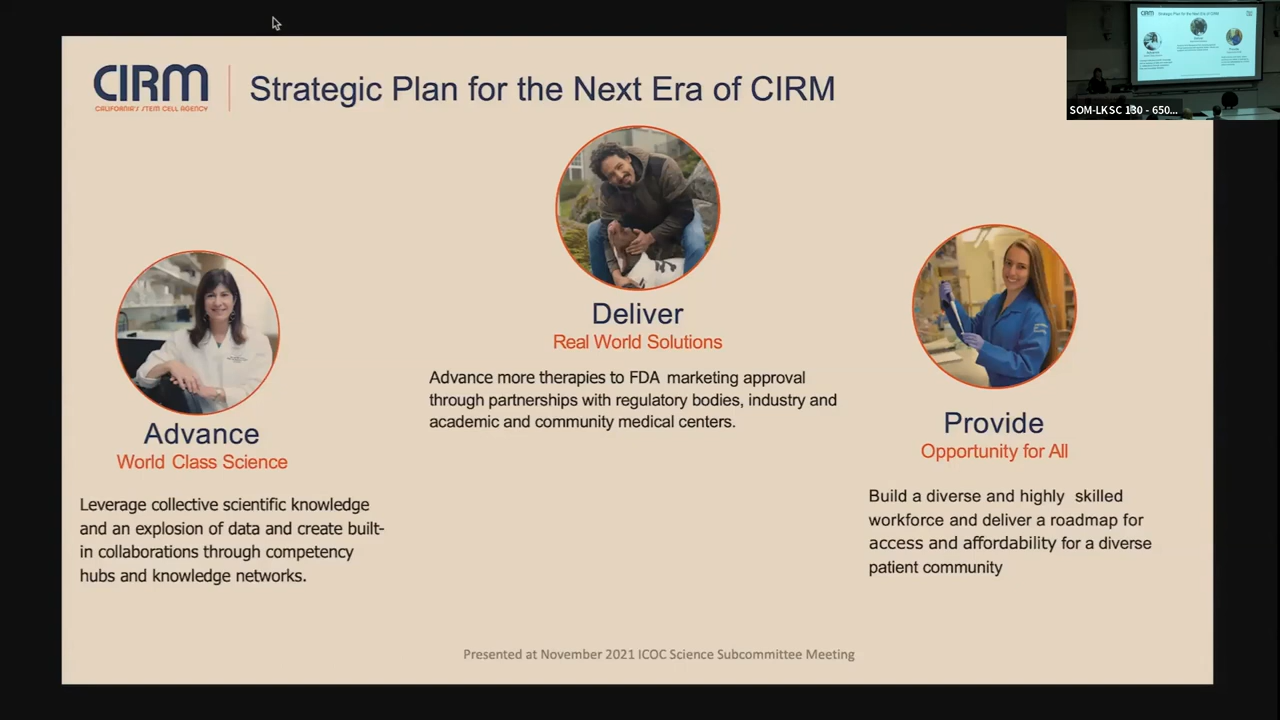 CIRM
CALIFORNIA'S STEM CELL AGENCY
Strategic Plan for the Next Era of CIRM
SOM-LKSC 130 - 650...
Deliver
Real World Solutions
Advance more therapies to FDA marketing approval
through partnerships with regulatory bodies, industry and
academic and community medical centers.
Advance
World Class Science
Leverage collective scientific knowledge
and an explosion of data and create built-
in collaborations through competency
hubs and knowledge networks.
Provide
Opportunity for All
Build a diverse and highly skilled
workforce and deliver a roadmap for
access and affordability for a diverse
patient community
Presented at November 2021 ICOC Science Subcommittee Meeting